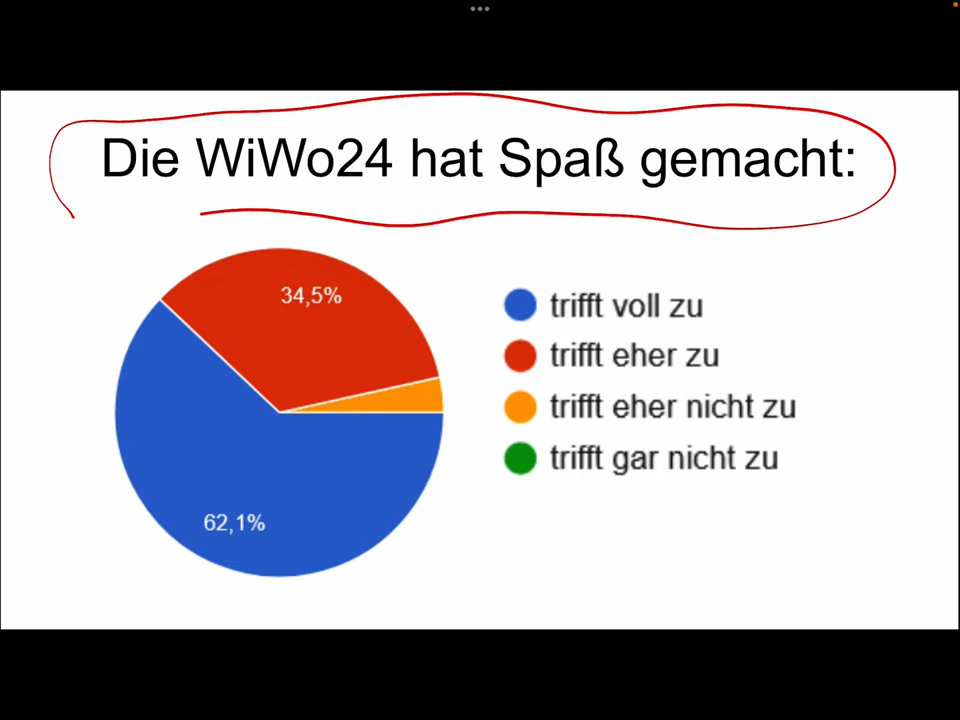 Die WiWo24 hat Spaß gemacht:
34,5%
62,1%
trifft voll zu
trifft eher zu
trifft eher nicht zu
trifft gar nicht zu